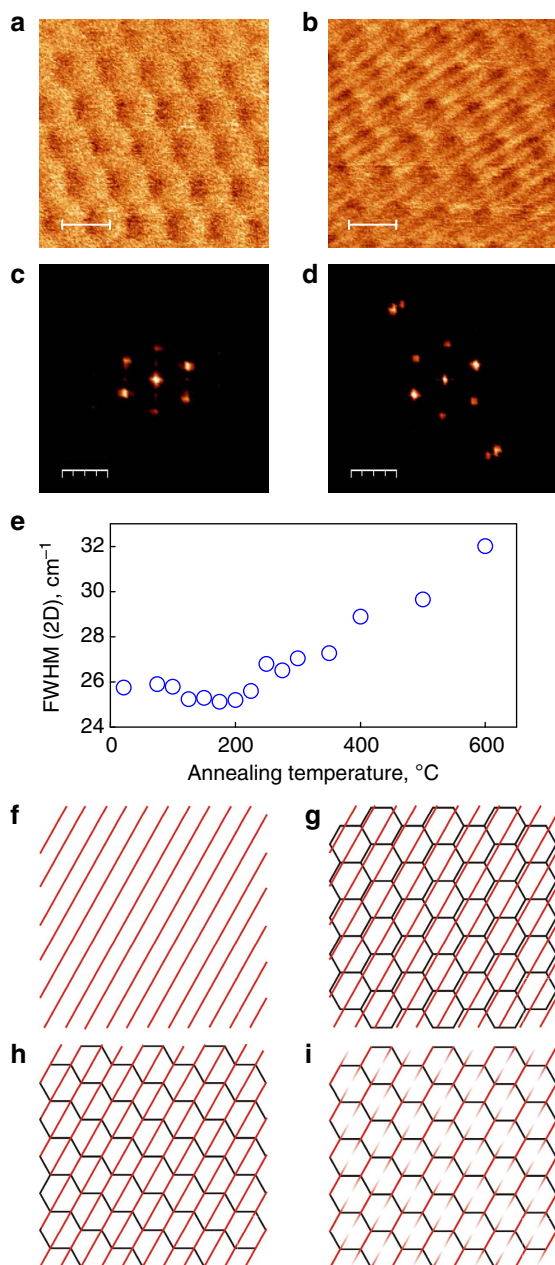 a
b
c
d
e
32
30
28
26
24
FWHM (2D), cm⁻¹
0
200
400
600
Annealing temperature, °C
f
g
h
i